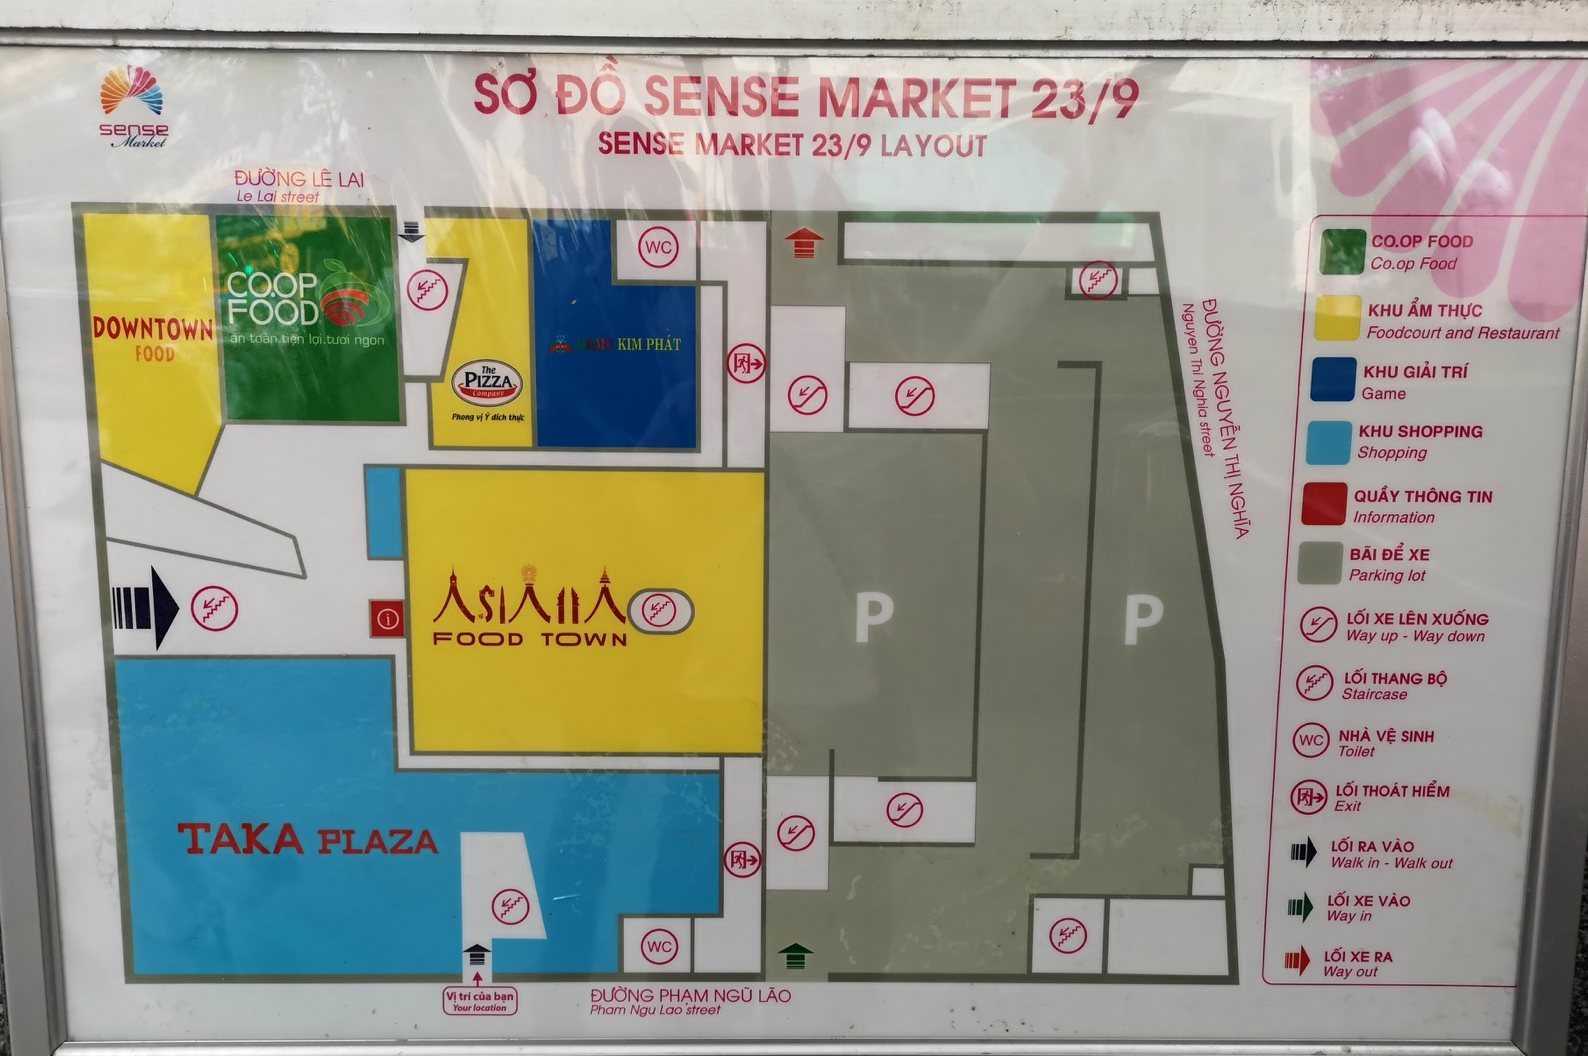 SƠ ĐỒ SENSE MARKET 23/9
SENSE MARKET 23/9 LAYOUT
sense
Market
ĐƯỜNG LÊ LAI
Le Lai street
DOWNTOWN
FOOD
CO.OP
FOOD
an toàn.tiện lợi.tươi ngon
The
PIZZA
Company
Phong vị Ý đích thực
KIM PHÁT
WC
ASIANA
FOOD TOWN
i
P
P
TAKA PLAZA
WC
Vị trí của bạn
Your location
ĐƯỜNG PHẠM NGŨ LÃO
Pham Ngu Lao street
ĐƯỜNG NGUYỄN THỊ NGHĨA
Nguyen Thi Nghia street
CO.OP FOOD
Co.op Food
KHU ẨM THỰC
Foodcourt and Restaurant
KHU GIẢI TRÍ
Game
KHU SHOPPING
Shopping
QUẦY THÔNG TIN
Information
BÃI ĐỂ XE
Parking lot
LỐI XE LÊN XUỐNG
Way up - Way down
LỐI THANG BỘ
Staircase
WC
NHÀ VỆ SINH
Toilet
LỐI THOÁT HIỂM
Exit
LỐI RA VÀO
Walk in - Walk out
LỐI XE VÀO
Way in
LỐI XE RA
Way out